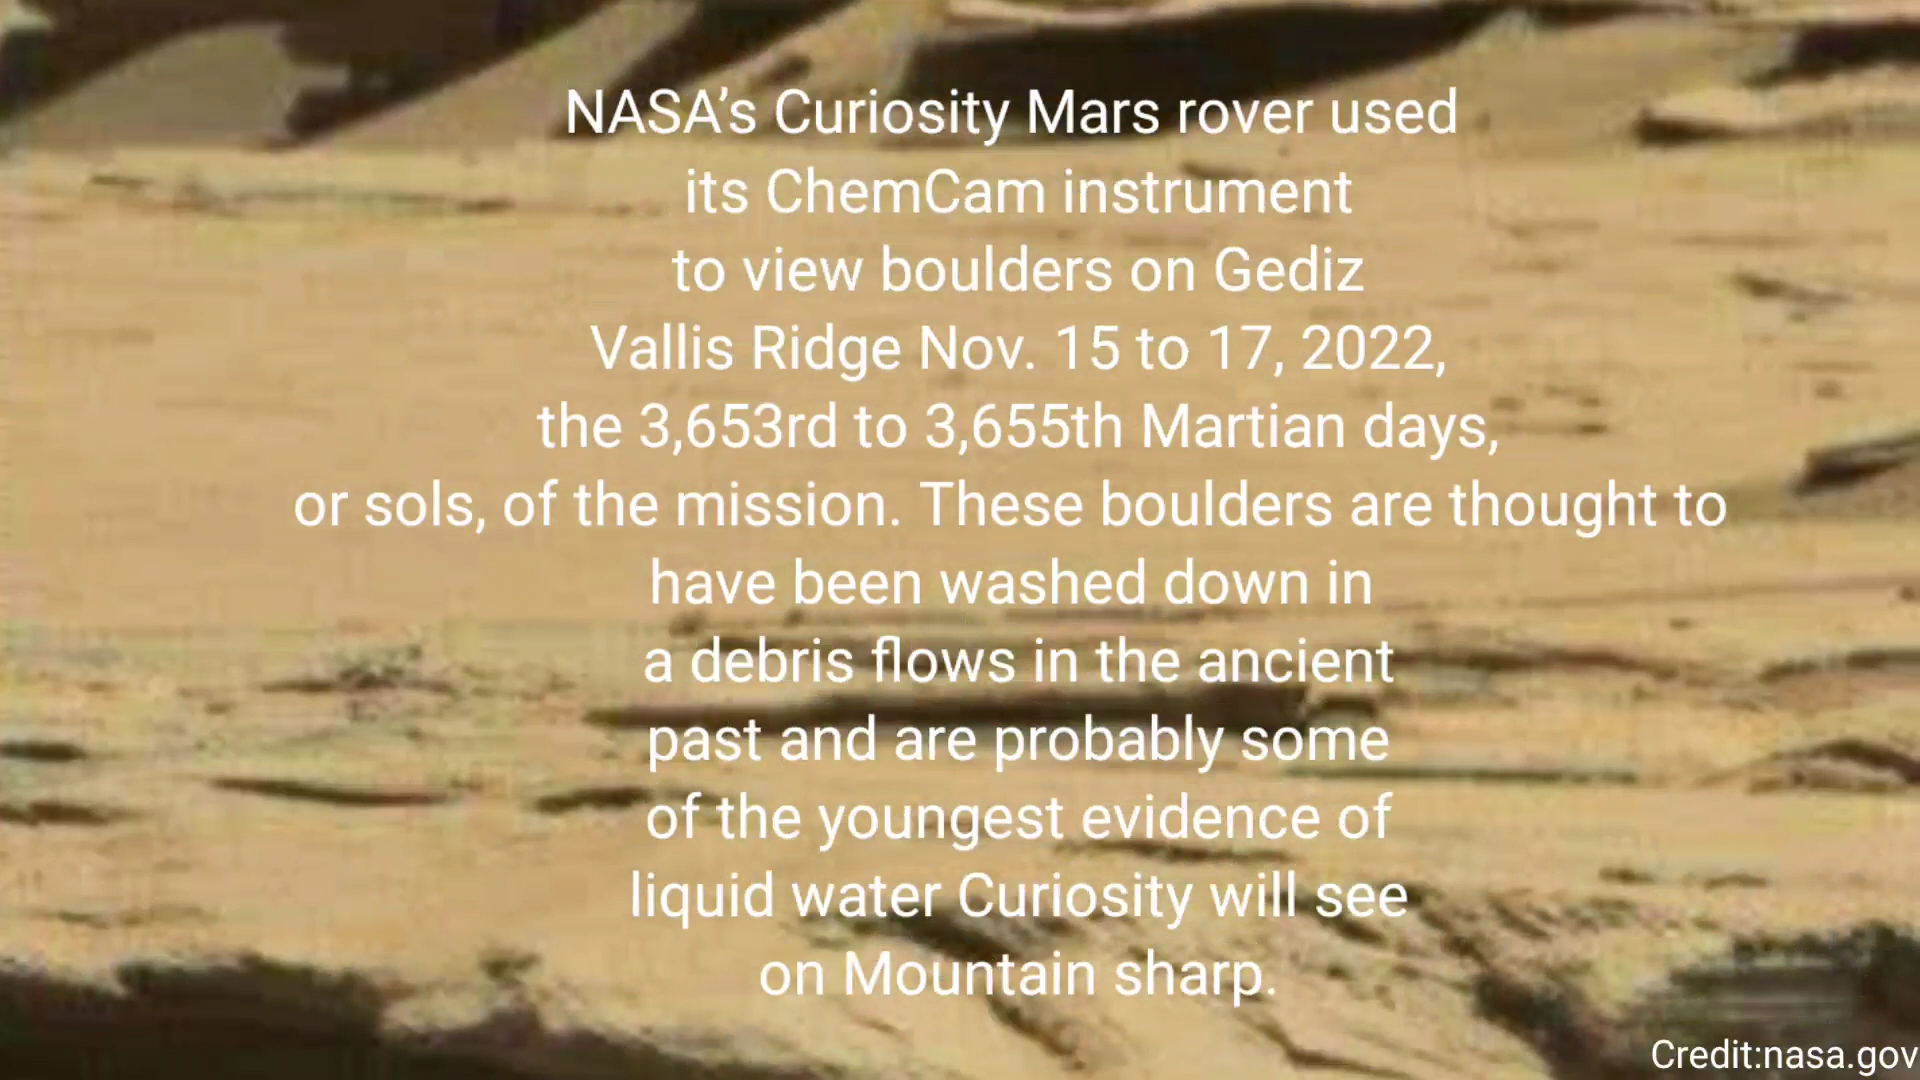 NASA’s Curiosity Mars rover used
its ChemCam instrument
to view boulders on Gediz
Vallis Ridge Nov. 15 to 17, 2022,
the 3,653rd to 3,655th Martian days,
or sols, of the mission. These boulders are thought to
have been washed down in
a debris flows in the ancient
past and are probably some
of the youngest evidence of
liquid water Curiosity will see
on Mountain sharp.
Credit:nasa.gov